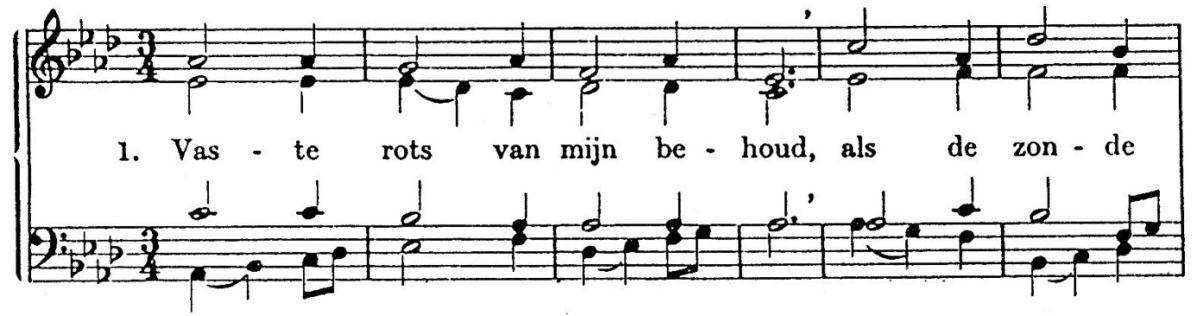 1. Vas - te rots van mijn be - houd, als de zon - de